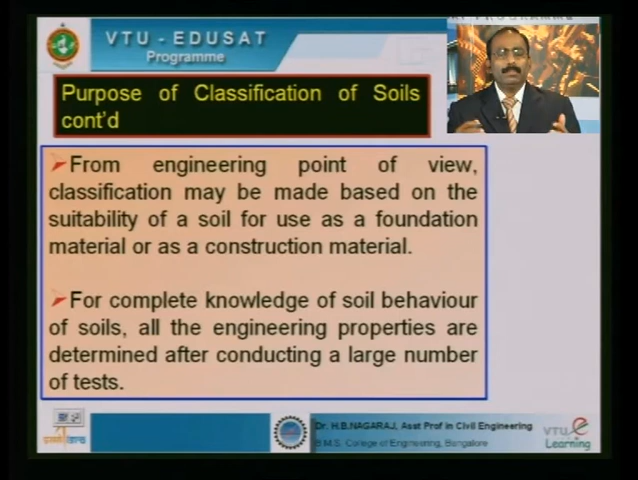 VTU - EDUSAT
Programme
Purpose of Classification of Soils
cont'd
From engineering point of view,
classification may be made based on the
suitability of a soil for use as a foundation
material or as a construction material.
For complete knowledge of soil behaviour
of soils, all the engineering properties are
determined after conducting a large number
of tests.
Dr. H.B.NAGARAJ, Asst Prof in Civil Engineering
B.M.S. College of Engineering, Bangalore
VTU e
Learning